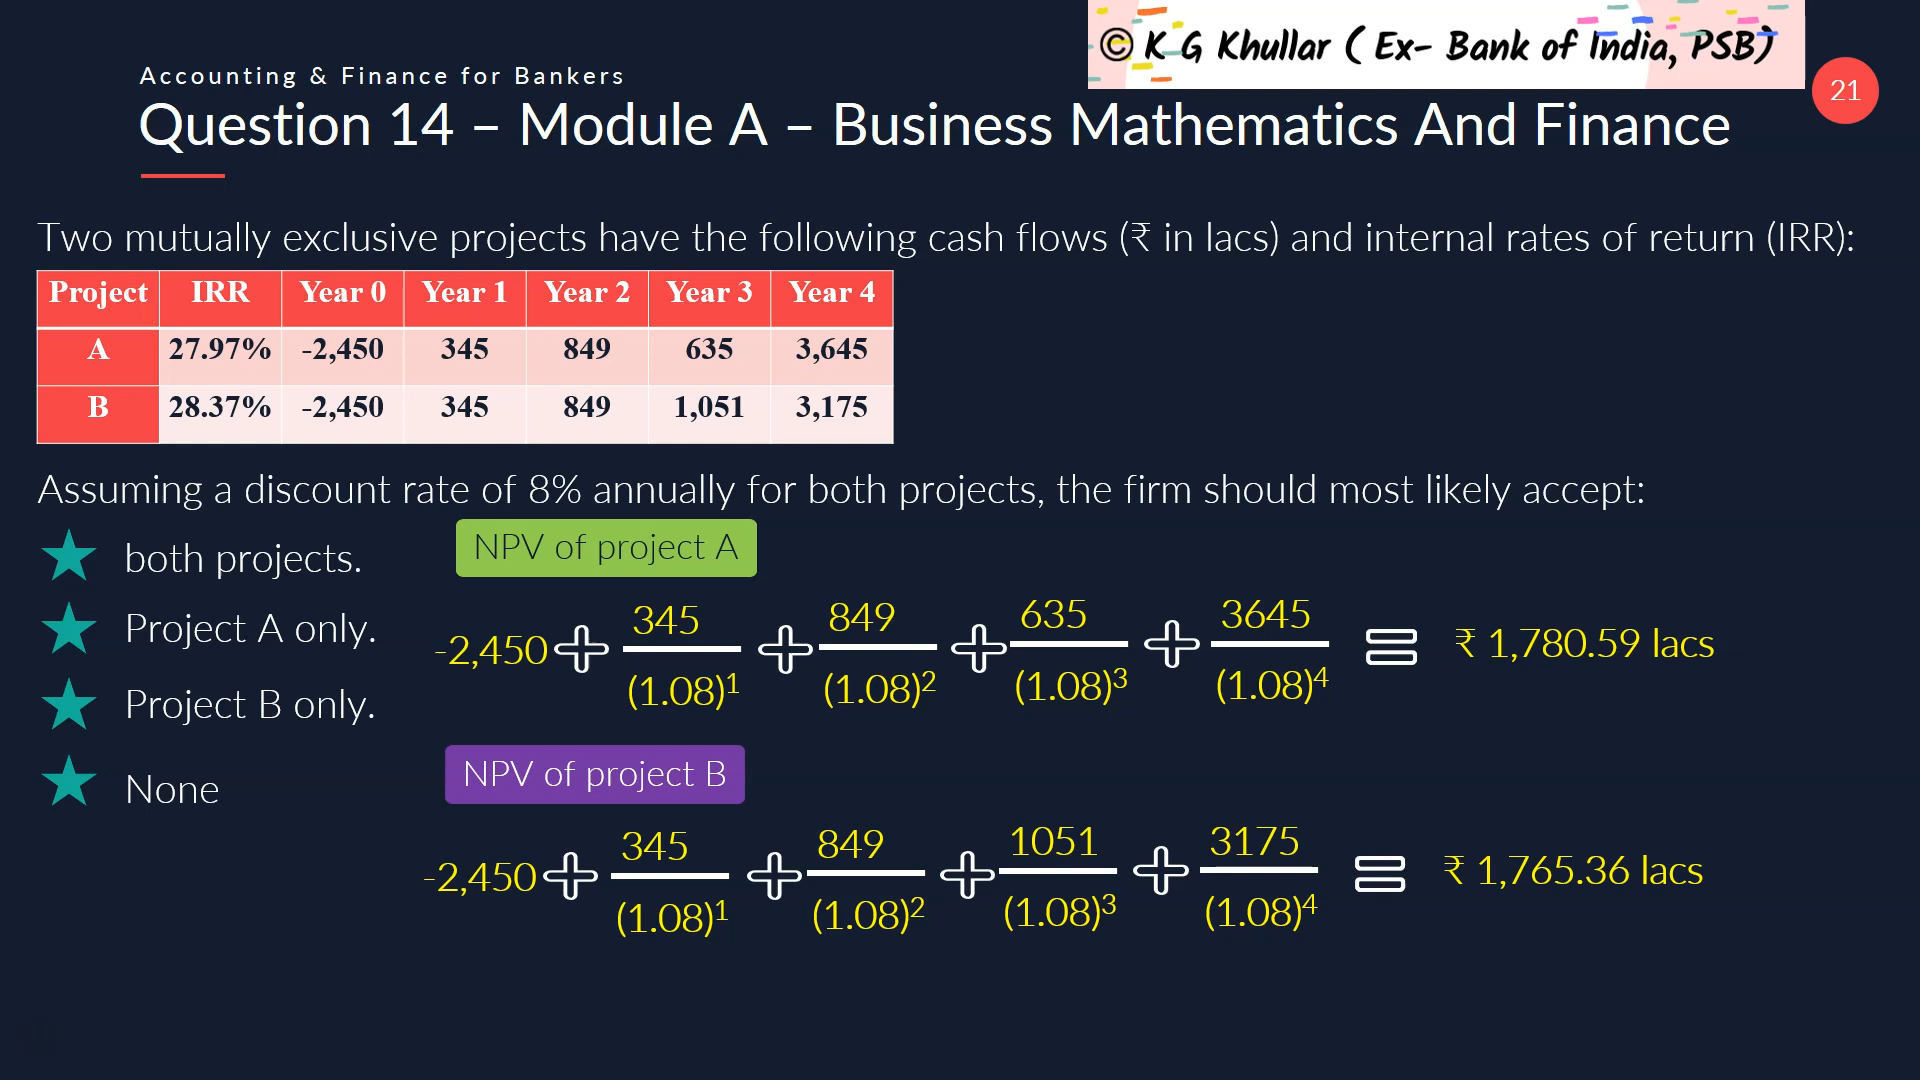 © K G Khullar ( Ex- Bank of India, PSB)
Accounting & Finance for Bankers
21
Question 14 – Module A – Business Mathematics And Finance
Two mutually exclusive projects have the following cash flows (₹ in lacs) and internal rates of return (IRR):
Project IRR Year 0 Year 1 Year 2 Year 3 Year 4
A 27.97% -2,450 345 849 635 3,645
B 28.37% -2,450 345 849 1,051 3,175
Assuming a discount rate of 8% annually for both projects, the firm should most likely accept:
both projects.
Project A only.
Project B only.
None
NPV of project A
-2,450 + 345/(1.08)¹ + 849/(1.08)² + 635/(1.08)³ + 3645/(1.08)⁴ = ₹ 1,780.59 lacs
NPV of project B
-2,450 + 345/(1.08)¹ + 849/(1.08)² + 1051/(1.08)³ + 3175/(1.08)⁴ = ₹ 1,765.36 lacs